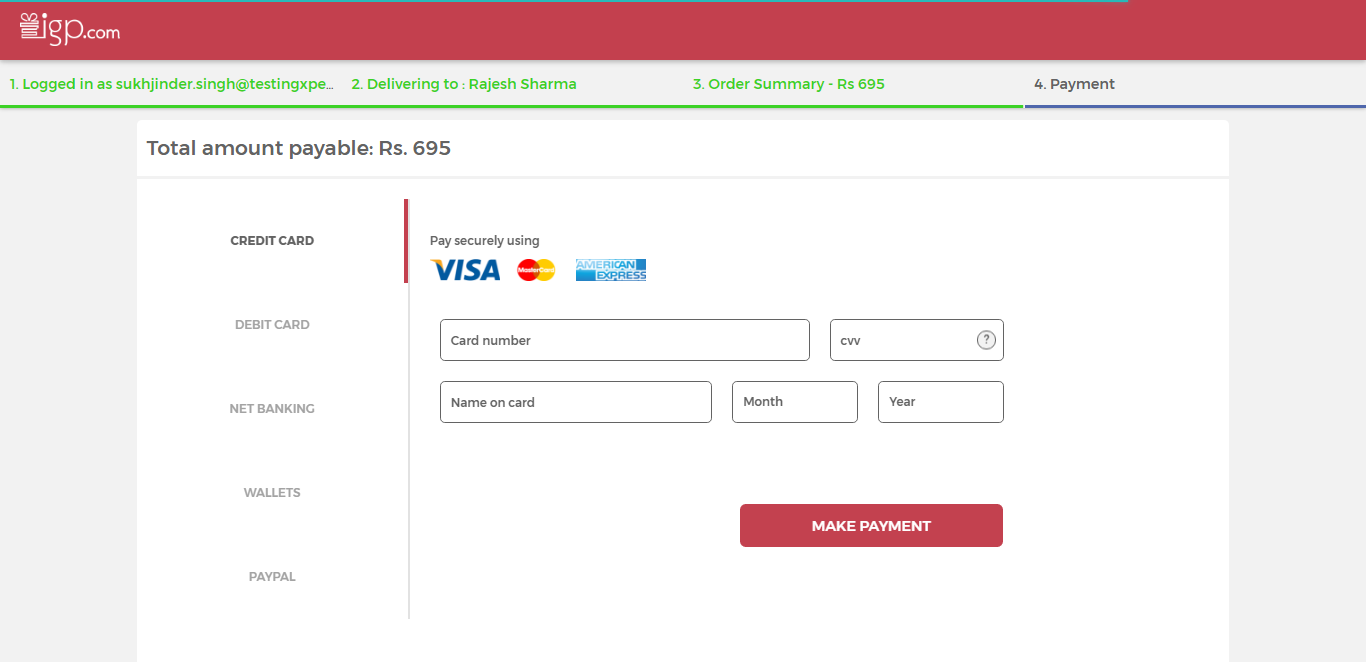 igp.com
1. Logged in as sukhjinder.singh@testingxpe...
2. Delivering to : Rajesh Sharma
3. Order Summary - Rs 695
4. Payment
Total amount payable: Rs. 695
CREDIT CARD
DEBIT CARD
NET BANKING
WALLETS
PAYPAL
Pay securely using
VISA
MasterCard
AMERICAN
EXPRESS
Card number
cvv
?
Name on card
Month
Year
MAKE PAYMENT